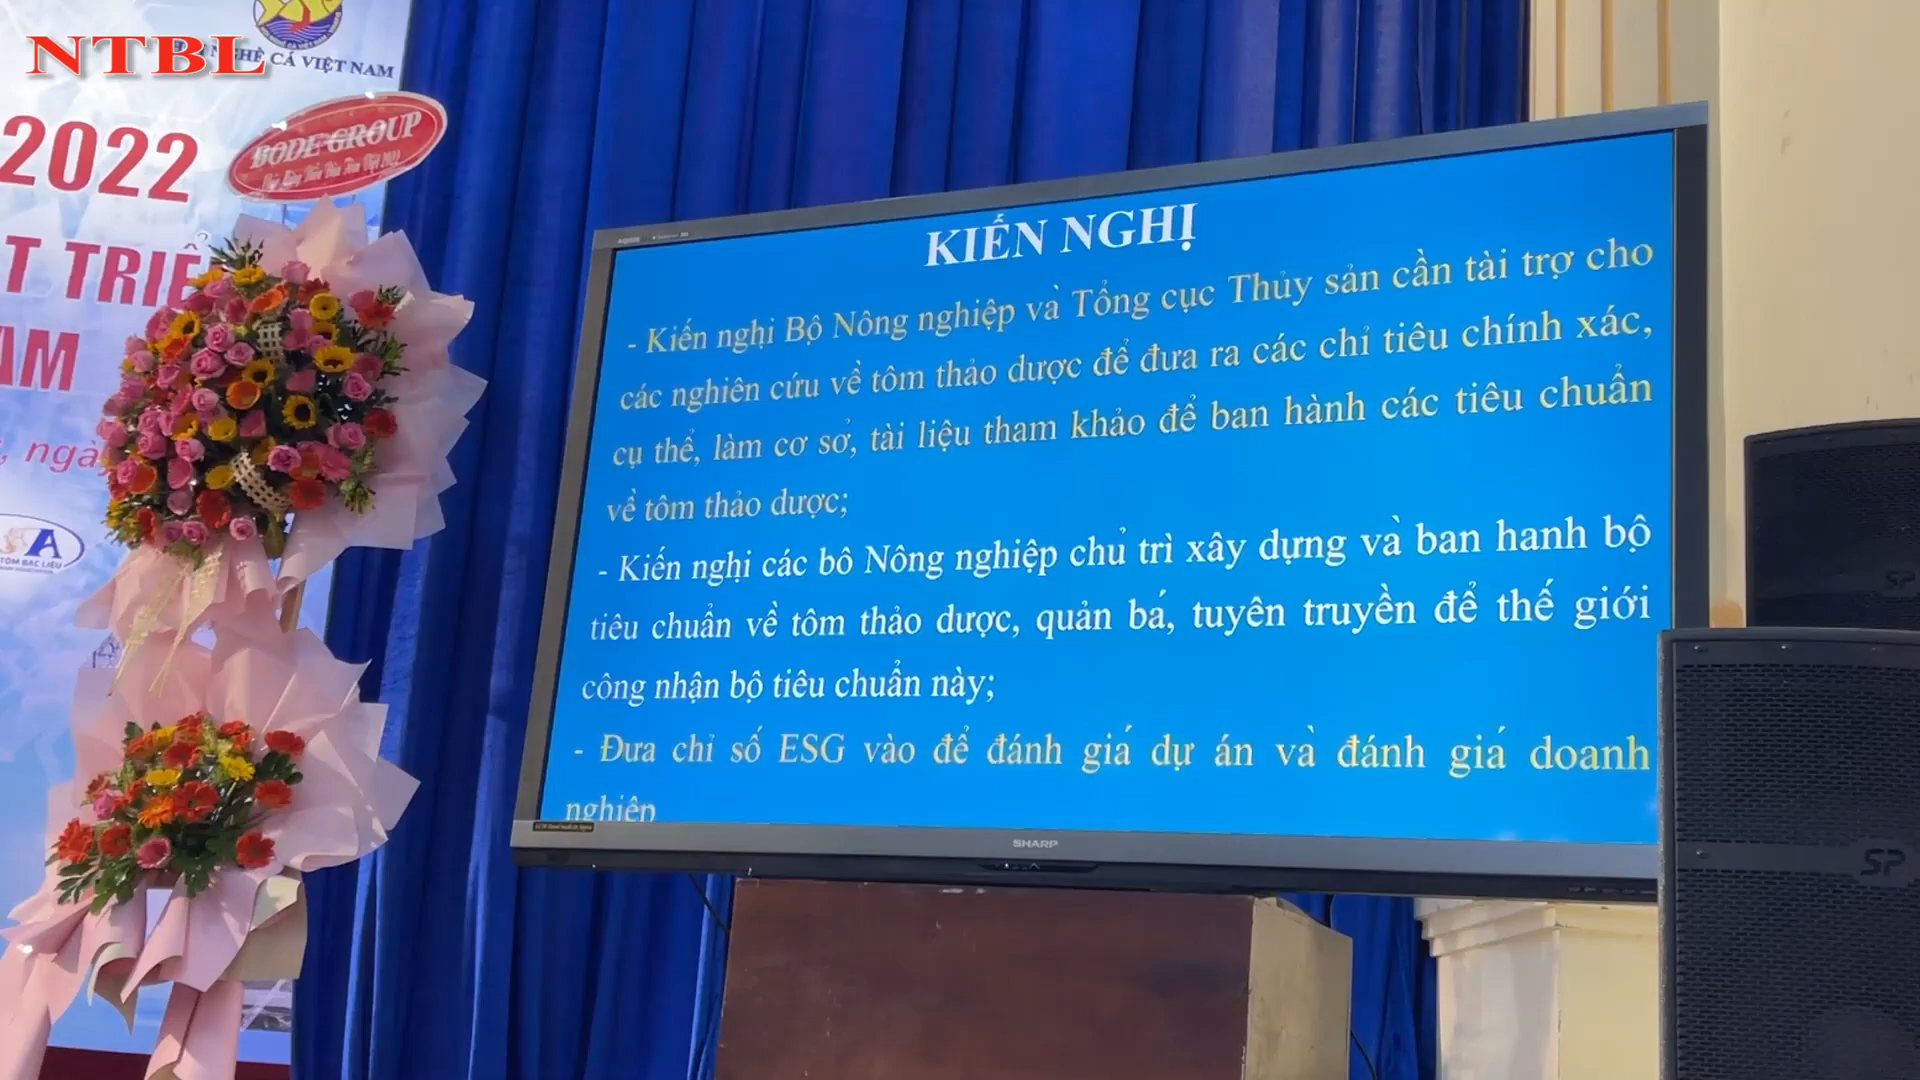 NTBL
NGHỀ CÁ VIỆT NAM
2022
BODE GROUP
T TRIỂ
AM
, ngà
A
TÔM BẠC LIÊU
KIẾN NGHỊ
- Kiến nghị Bộ Nông nghiệp và Tổng cục Thủy sản cần tài trợ cho
các nghiên cứu về tôm thảo dược để đưa ra các chỉ tiêu chính xác,
cụ thể, làm cơ sở, tài liệu tham khảo để ban hành các tiêu chuẩn
về tôm thảo dược;
- Kiến nghị các bô Nông nghiệp chủ trì xây dựng và ban hanh bộ
tiêu chuẩn về tôm thảo dược, quản bá, tuyên truyền để thế giới
công nhận bộ tiêu chuẩn này;
- Đưa chỉ số ESG vào để đánh giá dự án và đánh giá doanh
nghiệp
SHARP
SP
SP